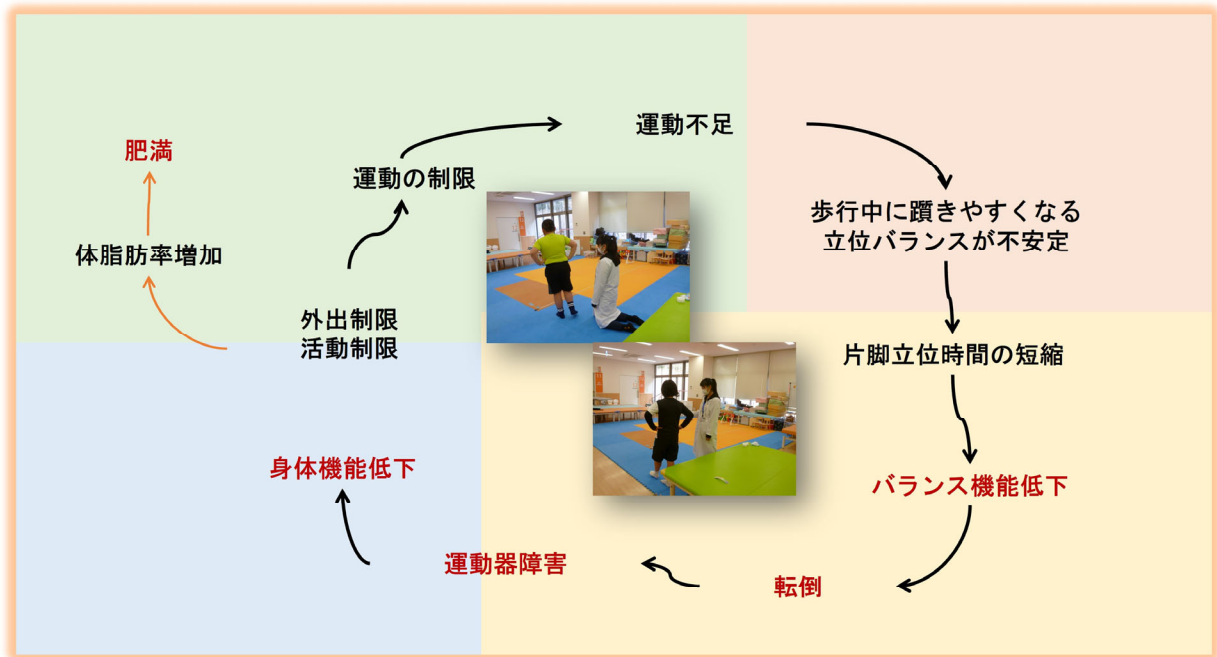 運動不足
肥満
運動の制限
歩行中に躓きやすくなる
立位バランスが不安定
体脂肪率増加
外出制限
活動制限
片脚立位時間の短縮
身体機能低下
バランス機能低下
運動器障害
転倒